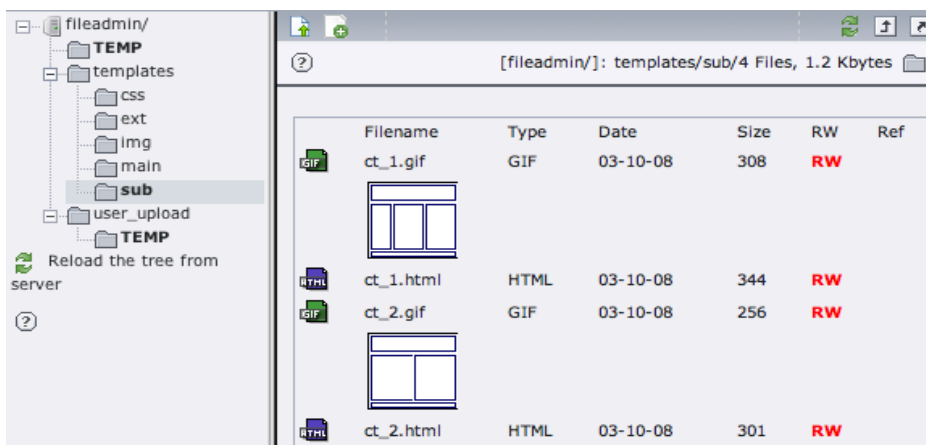 fileadmin/
TEMP
templates
css
ext
img
main
sub
user_upload
TEMP
Reload the tree from
server
?
?
[fileadmin/]: templates/sub/4 Files, 1.2 Kbytes
Filename Type Date Size RW Ref
GIF ct_1.gif GIF 03-10-08 308 RW
HTML ct_1.html HTML 03-10-08 344 RW
GIF ct_2.gif GIF 03-10-08 256 RW
HTML ct_2.html HTML 03-10-08 301 RW